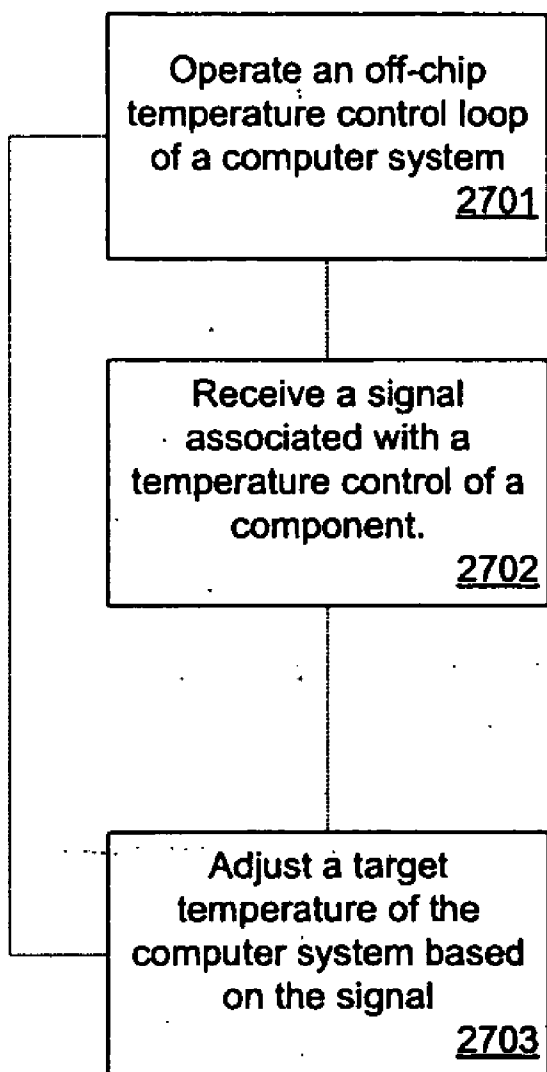 Operate an off-chip
temperature control loop
of a computer system
2701
Receive a signal
associated with a
temperature control of a
component.
2702
Adjust a target
temperature of the
computer system based
on the signal
2703